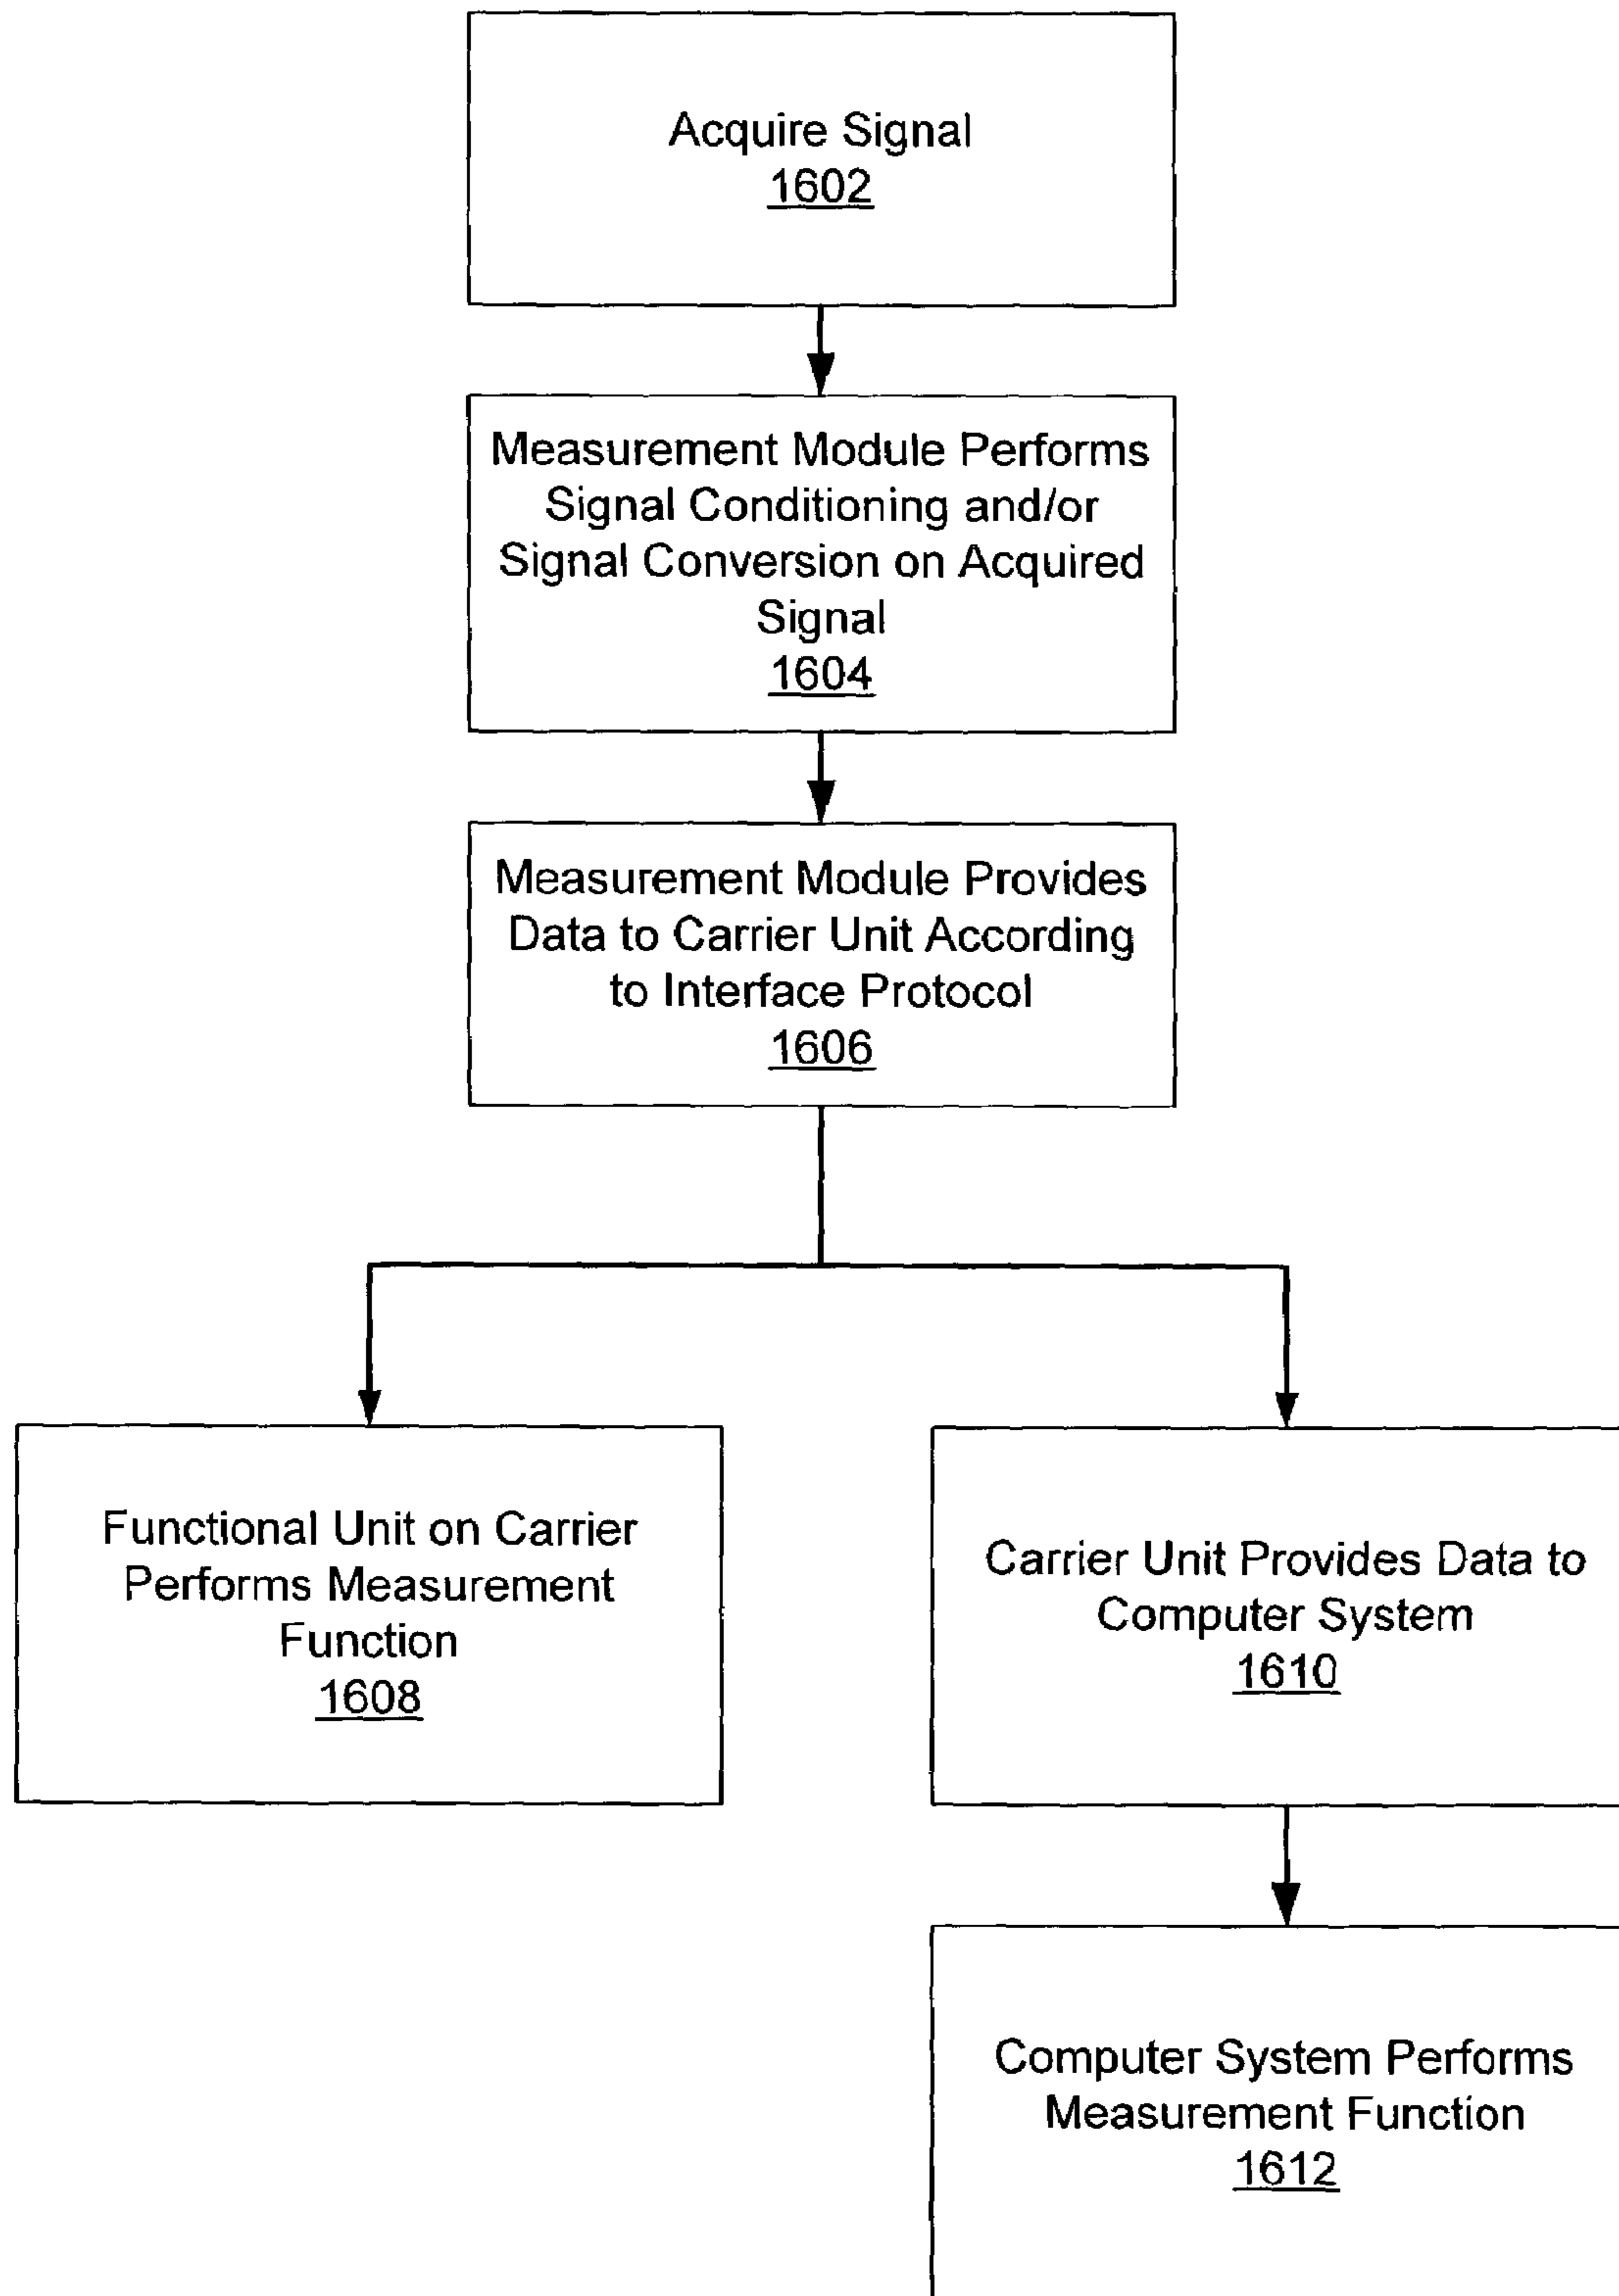 Acquire Signal
1602
Measurement Module Performs
Signal Conditioning and/or
Signal Conversion on Acquired
Signal
1604
Measurement Module Provides
Data to Carrier Unit According
to Interface Protocol
1606
Functional Unit on Carrier
Performs Measurement
Function
1608
Carrier Unit Provides Data to
Computer System
1610
Computer System Performs
Measurement Function
1612